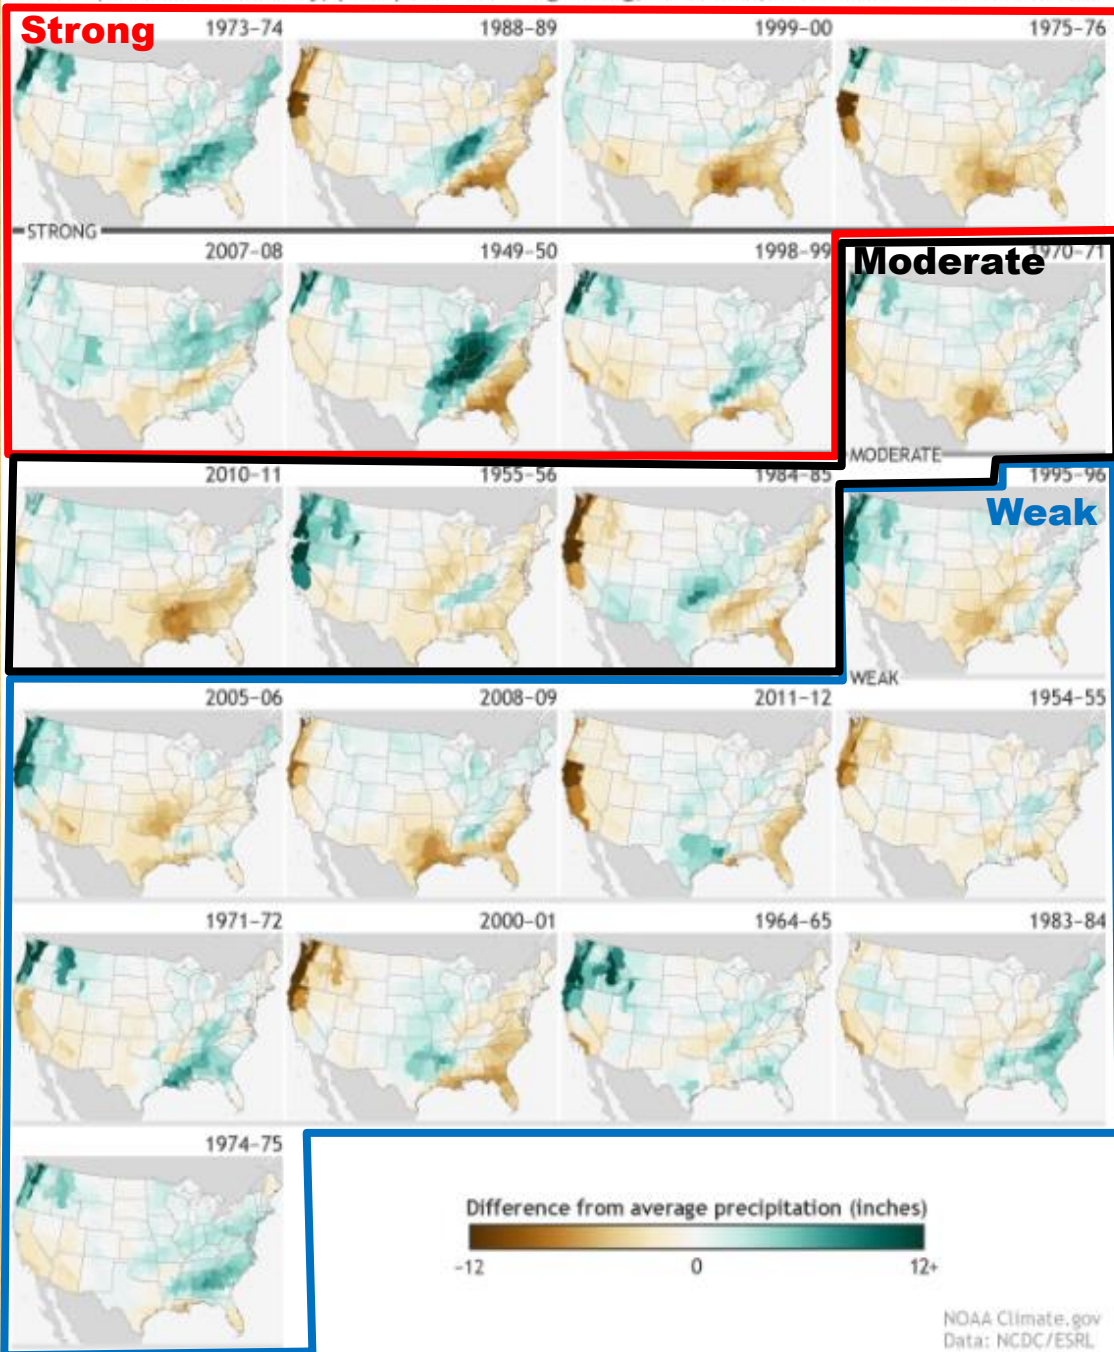 Strong 1973-74 1988-89 1999-00 1975-76
STRONG
2007-08 1949-50 1998-99 Moderate 1970-71
MODERATE
2010-11 1955-56 1984-85 1995-96
Weak
WEAK
2005-06 2008-09 2011-12 1954-55
1971-72 2000-01 1964-65 1983-84
1974-75
Difference from average precipitation (inches)
-12 0 12+
NOAA Climate.gov
Data: NCDC/ESRL